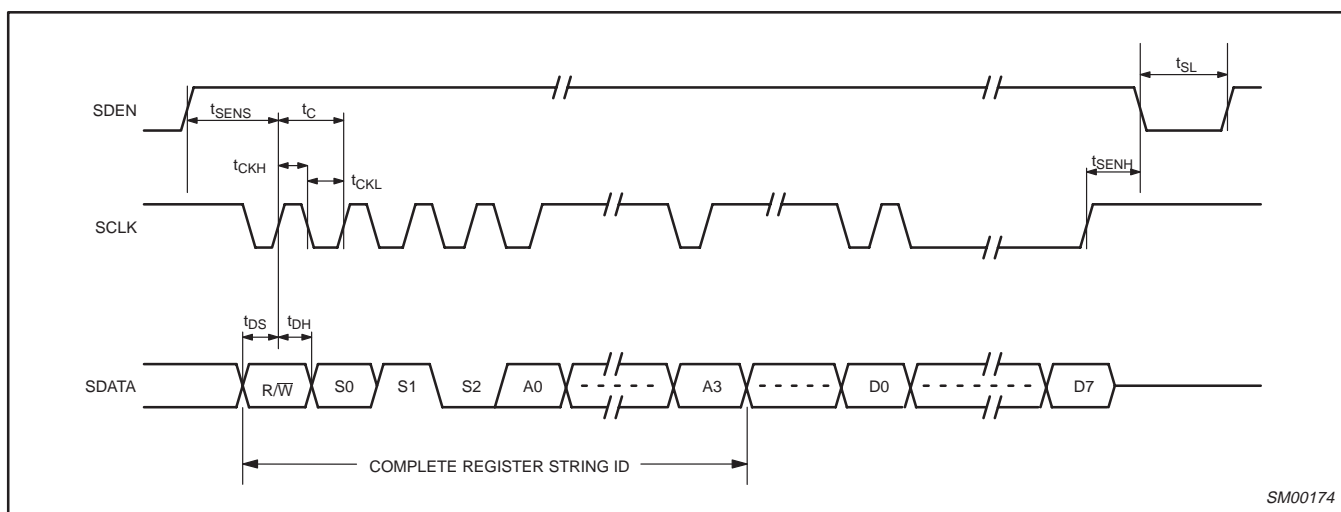 SDEN
tSENS
tC
tSL
tCKH
tCKL
tSENH
SCLK
tDS
tDH
SDATA
R/W̅
S0
S1
S2
A0
A3
D0
D7
COMPLETE REGISTER STRING ID
SM00174